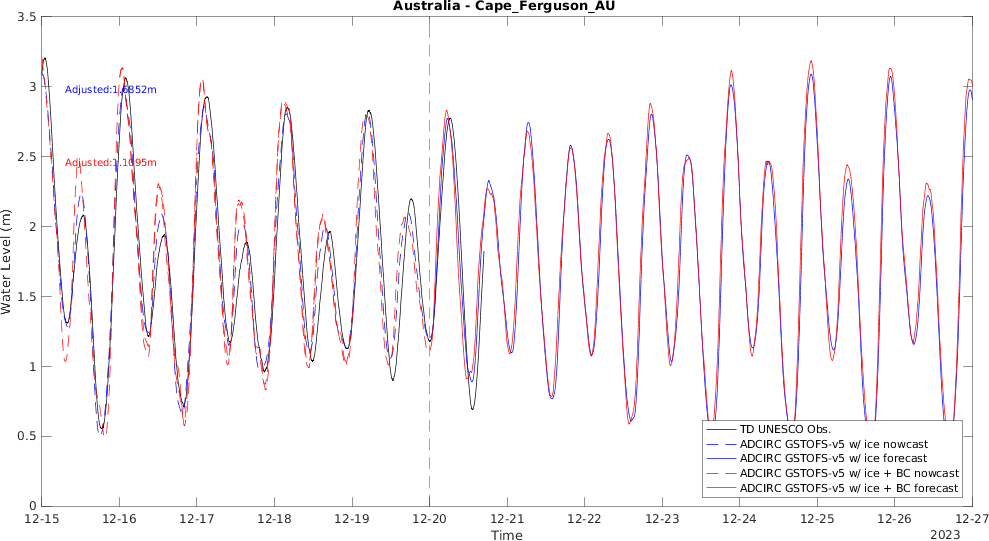 Australia - Cape_Ferguson_AU
3.5
3
2.5
2
1.5
1
0.5
0
Water Level (m)
Adjusted:1.6852m
Adjusted:1.1095m
TD UNESCO Obs.
ADCIRC GSTOFS-v5 w/ ice nowcast
ADCIRC GSTOFS-v5 w/ ice forecast
ADCIRC GSTOFS-v5 w/ ice + BC nowcast
ADCIRC GSTOFS-v5 w/ ice + BC forecast
12-15 12-16 12-17 12-18 12-19 12-20 12-21 12-22 12-23 12-24 12-25 12-26 12-27
Time
2023